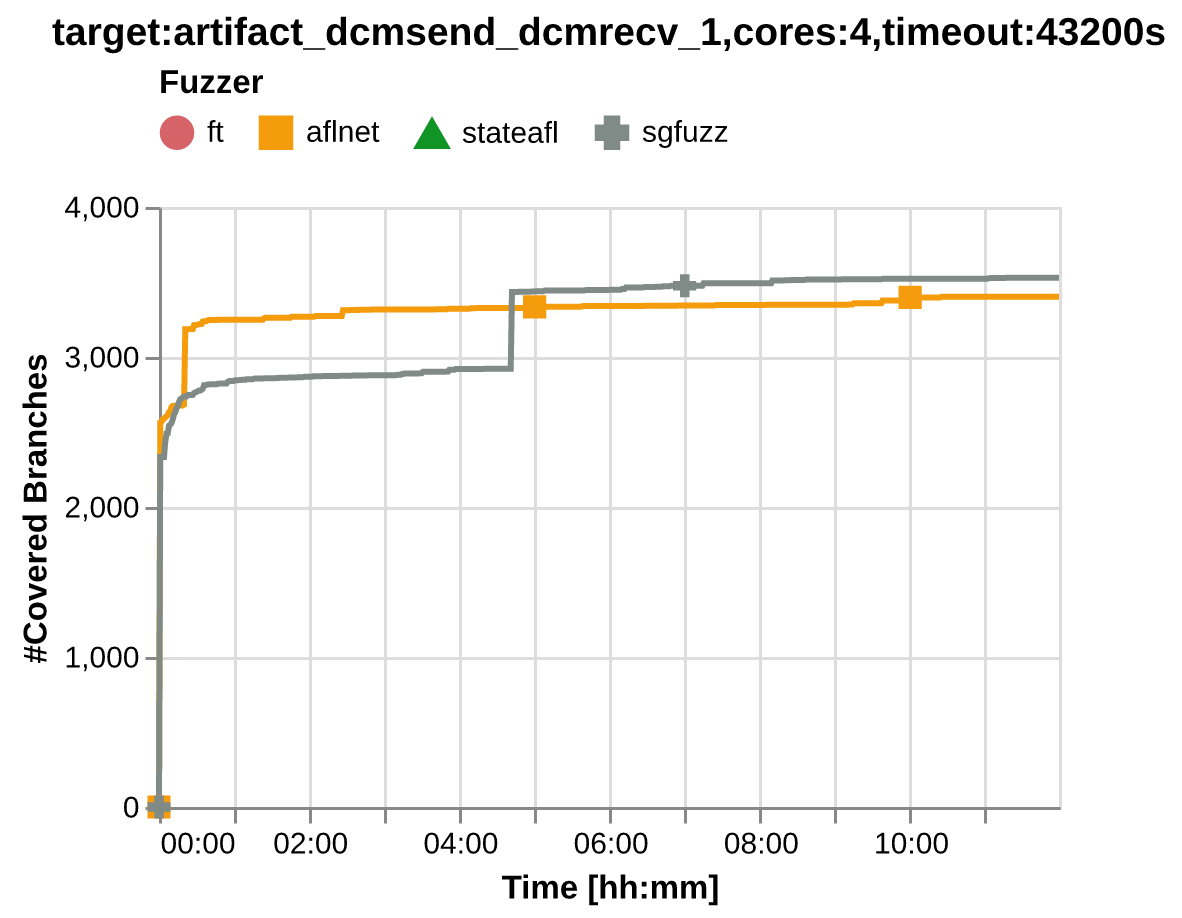 target:artifact_dcmsend_dcmrecv_1,cores:4,timeout:43200s
Fuzzer
ft aflnet stateafl sgfuzz
4,000
3,000
2,000
1,000
0
#Covered Branches
00:00 02:00 04:00 06:00 08:00 10:00
Time [hh:mm]